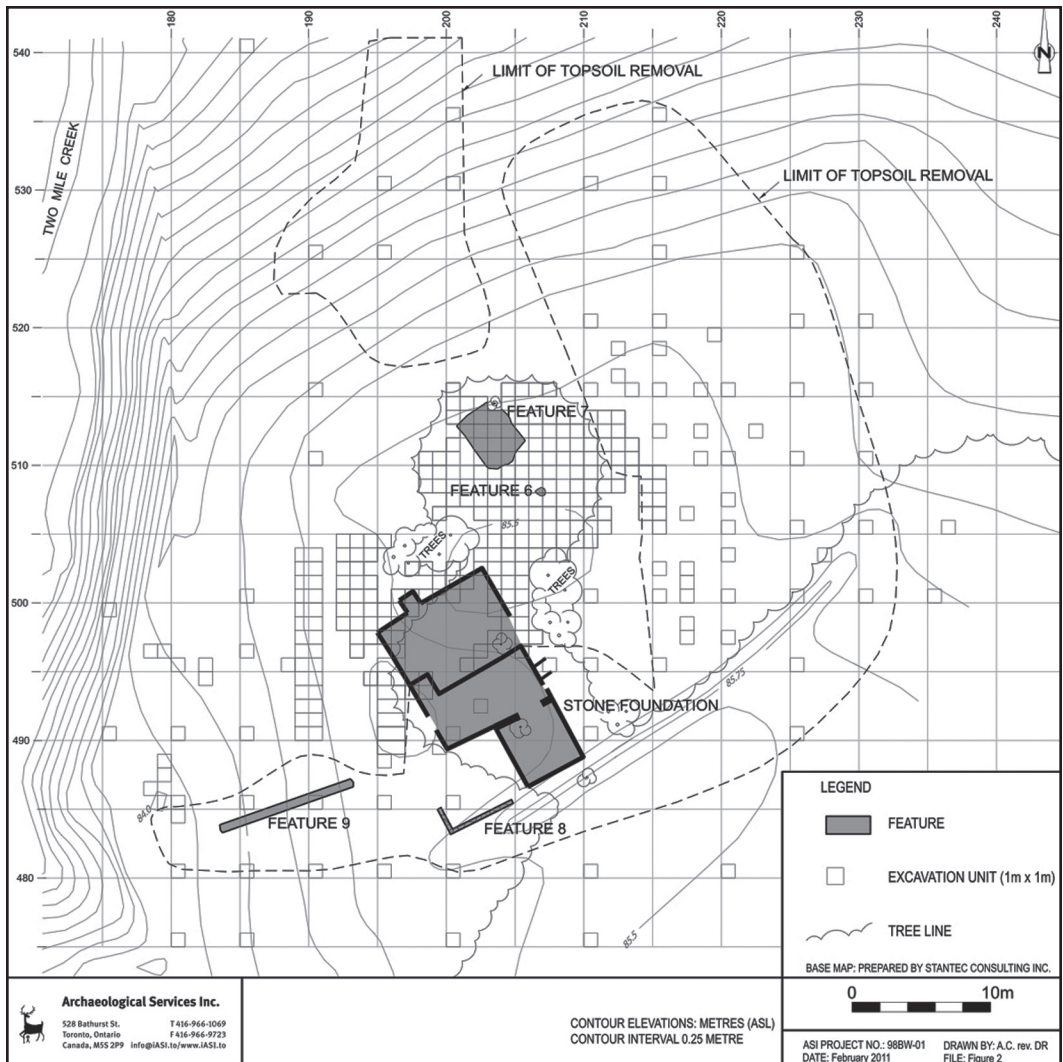 180
190
200
210
220
230
240
540
530
520
510
500
490
480
N
TWO MILE CREEK
LIMIT OF TOPSOIL REMOVAL
LIMIT OF TOPSOIL REMOVAL
FEATURE 7
FEATURE 6
85.5
TREES
TREES
85.75
STONE FOUNDATION
84.0
FEATURE 9
FEATURE 8
85.5
LEGEND
FEATURE
EXCAVATION UNIT (1m x 1m)
TREE LINE
BASE MAP: PREPARED BY STANTEC CONSULTING INC.
0 10m
Archaeological Services Inc.
528 Bathurst St. T 416-966-1069
Toronto, Ontario F 416-966-9723
Canada, M5S 2P9 info@iASI.to/www.iASI.to
CONTOUR ELEVATIONS: METRES (ASL)
CONTOUR INTERVAL 0.25 METRE
ASI PROJECT NO.: 98BW-01 DRAWN BY: A.C. rev. DR
DATE: February 2011 FILE: Figure 2